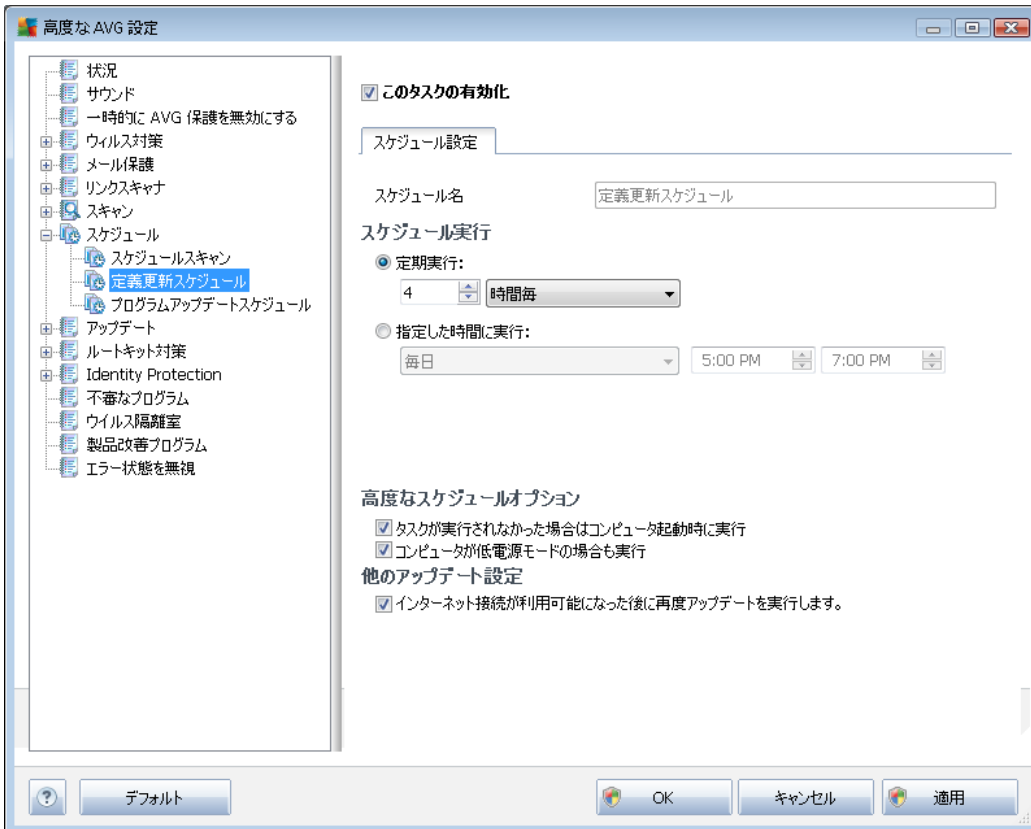 高度な AVG 設定
状況
サウンド
一時的に AVG 保護を無効にする
ウィルス対策
メール保護
リンクスキャナ
スキャン
スケジュール
スケジュールスキャン
定義更新スケジュール
プログラムアップデートスケジュール
アップデート
ルートキット対策
Identity Protection
不審なプログラム
ウイルス隔離室
製品改善プログラム
エラー状態を無視
このタスクの有効化
スケジュール設定
スケジュール名 定義更新スケジュール
スケジュール実行
定期実行:
4 時間毎
指定した時間に実行:
毎日 5:00 PM 7:00 PM
高度なスケジュールオプション
タスクが実行されなかった場合はコンピュータ起動時に実行
コンピュータが低電源モードの場合も実行
他のアップデート設定
インターネット接続が利用可能になった後に再度アップデートを実行します。
? デフォルト OK キャンセル 適用